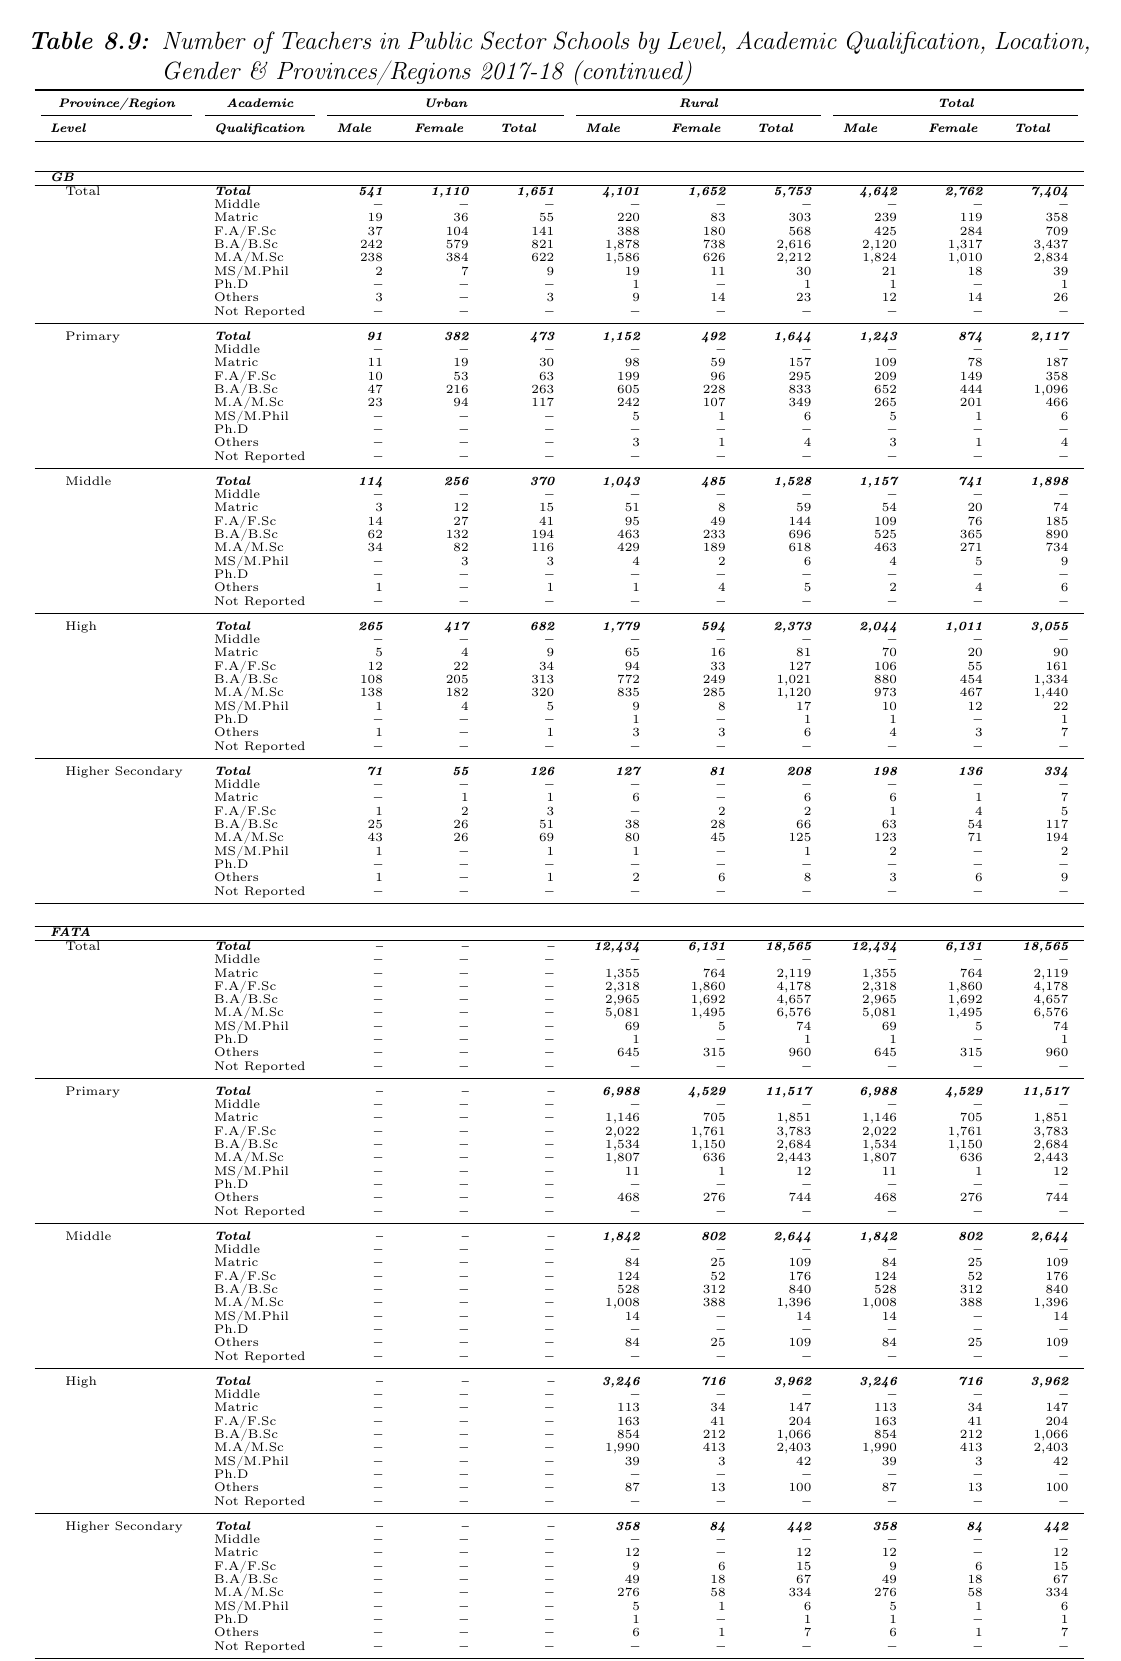 Table 8.9: Number of Teachers in Public Sector Schools by Level, Academic Qualification, Location,
Gender & Provinces/Regions 2017-18 (continued)
Province/Region Academic Urban Rural Total
Level Qualification Male Female Total Male Female Total Male Female Total
GB
Total Total 541 1,110 1,651 4,101 1,652 5,753 4,642 2,762 7,404
Middle – – – – – – – – –
Matric 19 36 55 220 83 303 239 119 358
F.A/F.Sc 37 104 141 388 180 568 425 284 709
B.A/B.Sc 242 579 821 1,878 738 2,616 2,120 1,317 3,437
M.A/M.Sc 238 384 622 1,586 626 2,212 1,824 1,010 2,834
MS/M.Phil 2 7 9 19 11 30 21 18 39
Ph.D – – – 1 – 1 1 – 1
Others 3 – 3 9 14 23 12 14 26
Not Reported – – – – – – – – –
Primary Total 91 382 473 1,152 492 1,644 1,243 874 2,117
Middle – – – – – – – – –
Matric 11 19 30 98 59 157 109 78 187
F.A/F.Sc 10 53 63 199 96 295 209 149 358
B.A/B.Sc 47 216 263 605 228 833 652 444 1,096
M.A/M.Sc 23 94 117 242 107 349 265 201 466
MS/M.Phil – – – 5 1 6 5 1 6
Ph.D – – – – – – – – –
Others – – – 3 1 4 3 1 4
Not Reported – – – – – – – – –
Middle Total 114 256 370 1,043 485 1,528 1,157 741 1,898
Middle – – – – – – – – –
Matric 3 12 15 51 8 59 54 20 74
F.A/F.Sc 14 27 41 95 49 144 109 76 185
B.A/B.Sc 62 132 194 463 233 696 525 365 890
M.A/M.Sc 34 82 116 429 189 618 463 271 734
MS/M.Phil – 3 3 4 2 6 4 5 9
Ph.D – – – – – – – – –
Others 1 – 1 1 4 5 2 4 6
Not Reported – – – – – – – – –
High Total 265 417 682 1,779 594 2,373 2,044 1,011 3,055
Middle – – – – – – – – –
Matric 5 4 9 65 16 81 70 20 90
F.A/F.Sc 12 22 34 94 33 127 106 55 161
B.A/B.Sc 108 205 313 772 249 1,021 880 454 1,334
M.A/M.Sc 138 182 320 835 285 1,120 973 467 1,440
MS/M.Phil 1 4 5 9 8 17 10 12 22
Ph.D – – – 1 – 1 1 – 1
Others 1 – 1 3 3 6 4 3 7
Not Reported – – – – – – – – –
Higher Secondary Total 71 55 126 127 81 208 198 136 334
Middle – – – – – – – – –
Matric – 1 1 6 – 6 6 1 7
F.A/F.Sc 1 2 3 – 2 2 1 4 5
B.A/B.Sc 25 26 51 38 28 66 63 54 117
M.A/M.Sc 43 26 69 80 45 125 123 71 194
MS/M.Phil 1 – 1 1 – 1 2 – 2
Ph.D – – – – – – – – –
Others 1 – 1 2 6 8 3 6 9
Not Reported – – – – – – – – –
FATA
Total Total – – – 12,434 6,131 18,565 12,434 6,131 18,565
Middle – – – – – – – – –
Matric – – – 1,355 764 2,119 1,355 764 2,119
F.A/F.Sc – – – 2,318 1,860 4,178 2,318 1,860 4,178
B.A/B.Sc – – – 2,965 1,692 4,657 2,965 1,692 4,657
M.A/M.Sc – – – 5,081 1,495 6,576 5,081 1,495 6,576
MS/M.Phil – – – 69 5 74 69 5 74
Ph.D – – – 1 – 1 1 – 1
Others – – – 645 315 960 645 315 960
Not Reported – – – – – – – – –
Primary Total – – – 6,988 4,529 11,517 6,988 4,529 11,517
Middle – – – – – – – – –
Matric – – – 1,146 705 1,851 1,146 705 1,851
F.A/F.Sc – – – 2,022 1,761 3,783 2,022 1,761 3,783
B.A/B.Sc – – – 1,534 1,150 2,684 1,534 1,150 2,684
M.A/M.Sc – – – 1,807 636 2,443 1,807 636 2,443
MS/M.Phil – – – 11 1 12 11 1 12
Ph.D – – – – – – – – –
Others – – – 468 276 744 468 276 744
Not Reported – – – – – – – – –
Middle Total – – – 1,842 802 2,644 1,842 802 2,644
Middle – – – – – – – – –
Matric – – – 84 25 109 84 25 109
F.A/F.Sc – – – 124 52 176 124 52 176
B.A/B.Sc – – – 528 312 840 528 312 840
M.A/M.Sc – – – 1,008 388 1,396 1,008 388 1,396
MS/M.Phil – – – 14 – 14 14 – 14
Ph.D – – – – – – – – –
Others – – – 84 25 109 84 25 109
Not Reported – – – – – – – – –
High Total – – – 3,246 716 3,962 3,246 716 3,962
Middle – – – – – – – – –
Matric – – – 113 34 147 113 34 147
F.A/F.Sc – – – 163 41 204 163 41 204
B.A/B.Sc – – – 854 212 1,066 854 212 1,066
M.A/M.Sc – – – 1,990 413 2,403 1,990 413 2,403
MS/M.Phil – – – 39 3 42 39 3 42
Ph.D – – – – – – – – –
Others – – – 87 13 100 87 13 100
Not Reported – – – – – – – – –
Higher Secondary Total – – – 358 84 442 358 84 442
Middle – – – – – – – – –
Matric – – – 12 – 12 12 – 12
F.A/F.Sc – – – 9 6 15 9 6 15
B.A/B.Sc – – – 49 18 67 49 18 67
M.A/M.Sc – – – 276 58 334 276 58 334
MS/M.Phil – – – 5 1 6 5 1 6
Ph.D – – – 1 – 1 1 – 1
Others – – – 6 1 7 6 1 7
Not Reported – – – – – – – – –